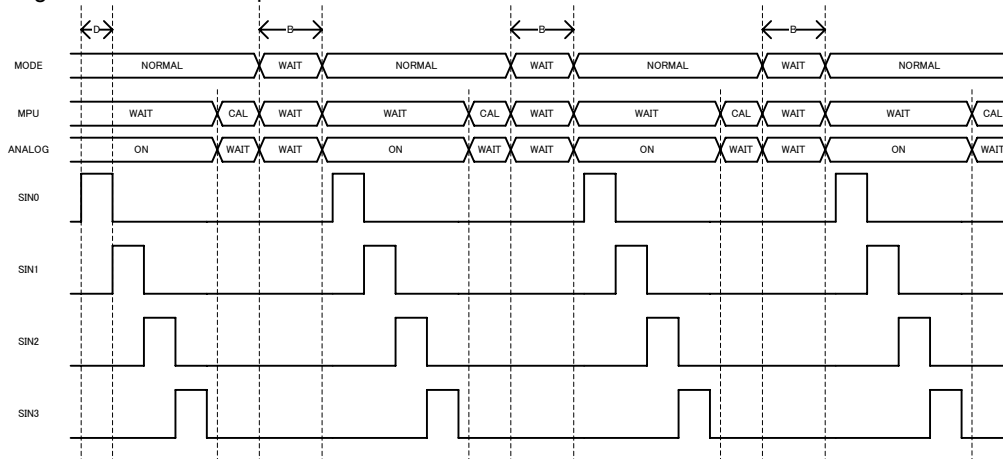 D B B B
MODE NORMAL WAIT NORMAL WAIT NORMAL WAIT NORMAL
MPU WAIT CAL WAIT WAIT CAL WAIT WAIT CAL WAIT WAIT CAL
ANALOG ON WAIT WAIT ON WAIT WAIT ON WAIT WAIT ON WAIT
SIN0
SIN1
SIN2
SIN3